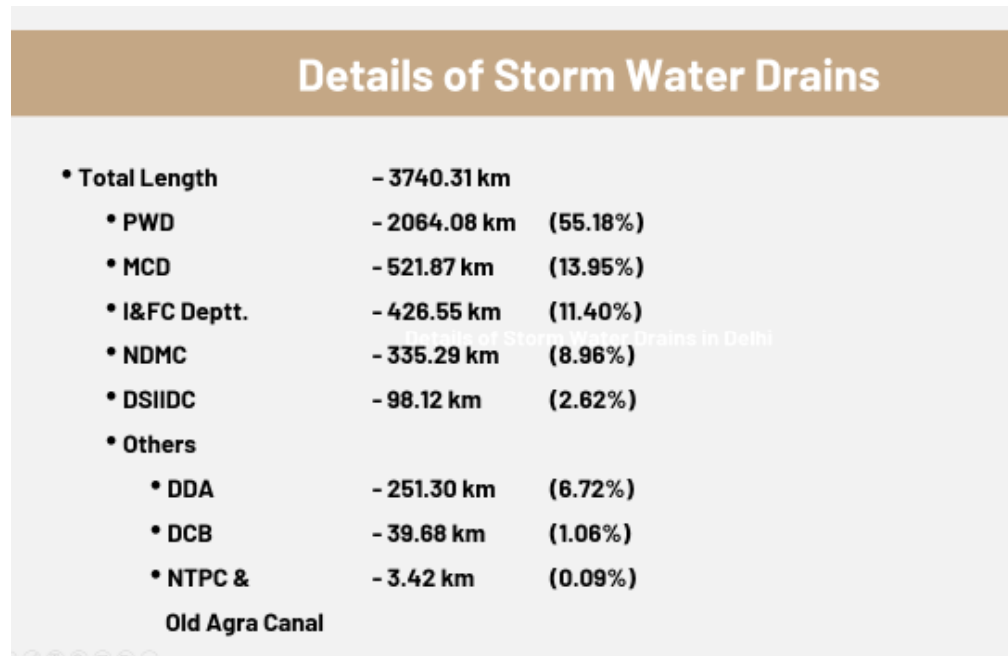 Details of Storm Water Drains
• Total Length – 3740.31 km
• PWD - 2064.08 km (55.18%)
• MCD - 521.87 km (13.95%)
• I&FC Deptt. - 426.55 km (11.40%)
Details of Storm Water Drains in Delhi
• NDMC - 335.29 km (8.96%)
• DSIIDC - 98.12 km (2.62%)
• Others
• DDA - 251.30 km (6.72%)
• DCB - 39.68 km (1.06%)
• NTPC & - 3.42 km (0.09%)
Old Agra Canal